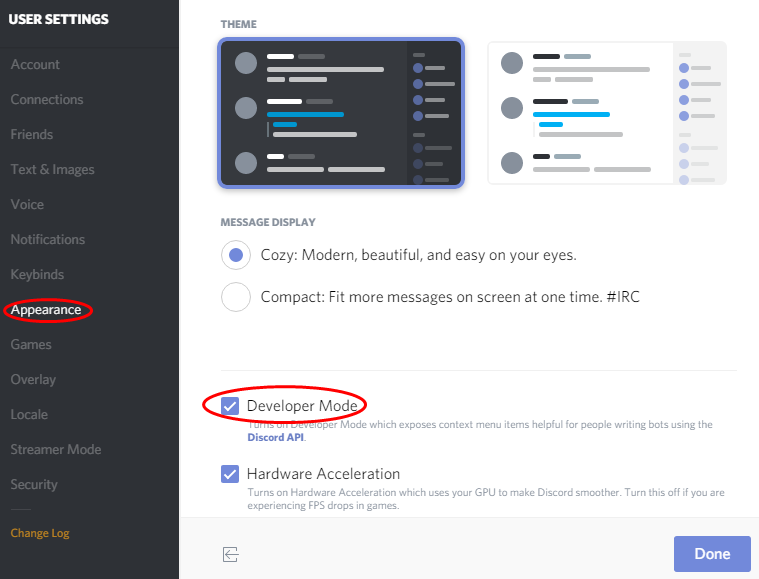 USER SETTINGS
Account
Connections
Friends
Text & Images
Voice
Notifications
Keybinds
Appearance
Games
Overlay
Locale
Streamer Mode
Security
Change Log
THEME
MESSAGE DISPLAY
Cozy: Modern, beautiful, and easy on your eyes.
Compact: Fit more messages on screen at one time. #IRC
Developer Mode
Turns on Developer Mode which exposes context menu items helpful for people writing bots using the
Discord API.
Hardware Acceleration
Turns on Hardware Acceleration which uses your GPU to make Discord smoother. Turn this off if you are
experiencing FPS drops in games.
Done